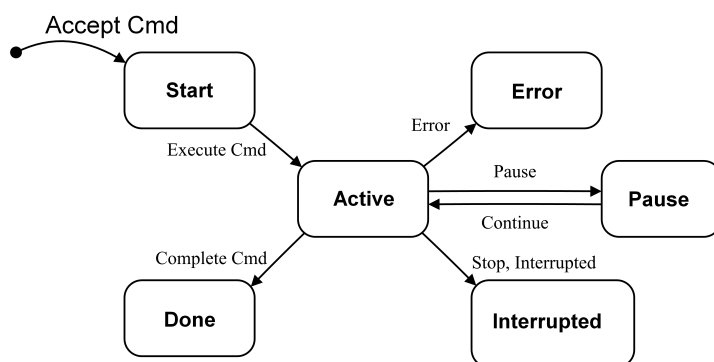 Accept Cmd
Start
Error
Error
Execute Cmd
Pause
Active
Pause
Continue
Complete Cmd
Stop, Interrupted
Done
Interrupted